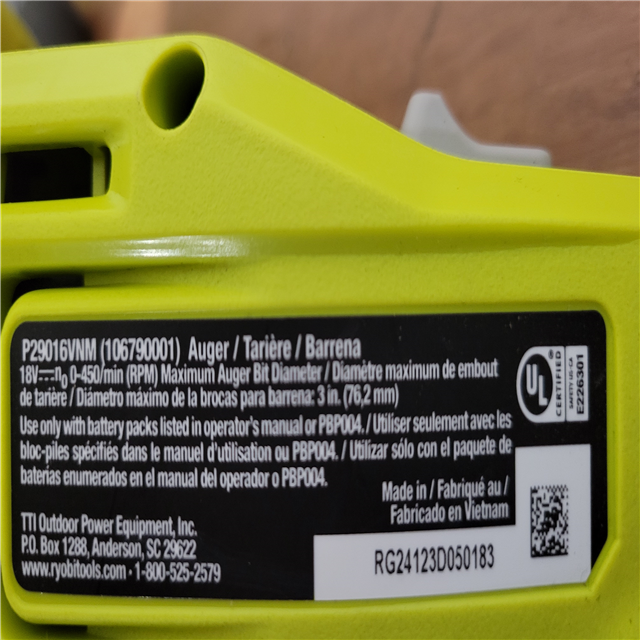 P29016VNM (106790001) Auger / Tarière / Barrena
18V⎓n₀ 0-450/min (RPM) Maximum Auger Bit Diameter / Diamètre maximum de embout
de tarière / Diámetro máximo de la brocas para barrena: 3 in. (76,2 mm)
Use only with battery packs listed in operator's manual or PBP004. / Utiliser seulement avec les
bloc-piles spécifiés dans le manuel d'utilisation ou PBP004. / Utilizar sólo con el paquete de
baterías enumerados en el manual del operador o PBP004.
Made in / Fabriqué au /
Fabricado en Vietnam
TTI Outdoor Power Equipment, Inc.
P.O. Box 1288, Anderson, SC 29622
www.ryobitools.com · 1-800-525-2579
RG24123D050183
UL
CERTIFIED
SAFETY US-CA
E226301